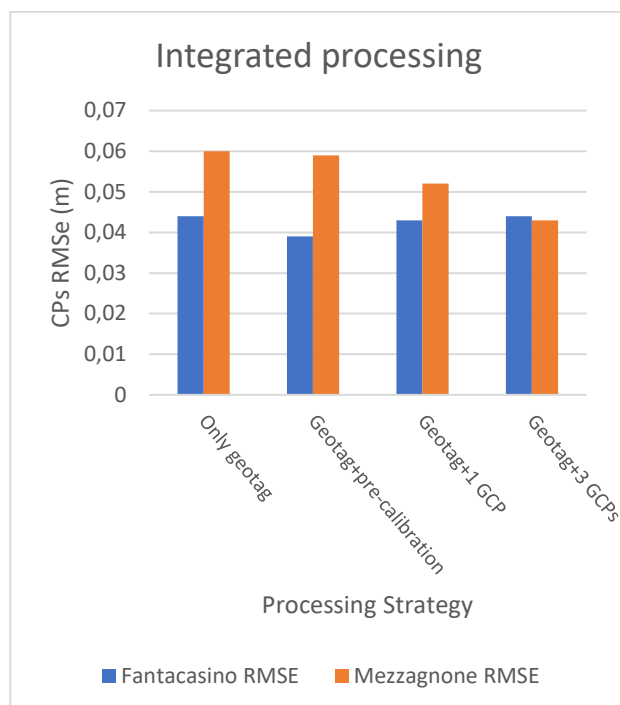 Integrated processing
0,07
0,06
0,05
0,04
0,03
0,02
0,01
0
CPs RMSe (m)
Only geotag
Geotag+pre-calibration
Geotag+1 GCP
Geotag+3 GCPs
Processing Strategy
Fantacasino RMSE
Mezzagnone RMSE